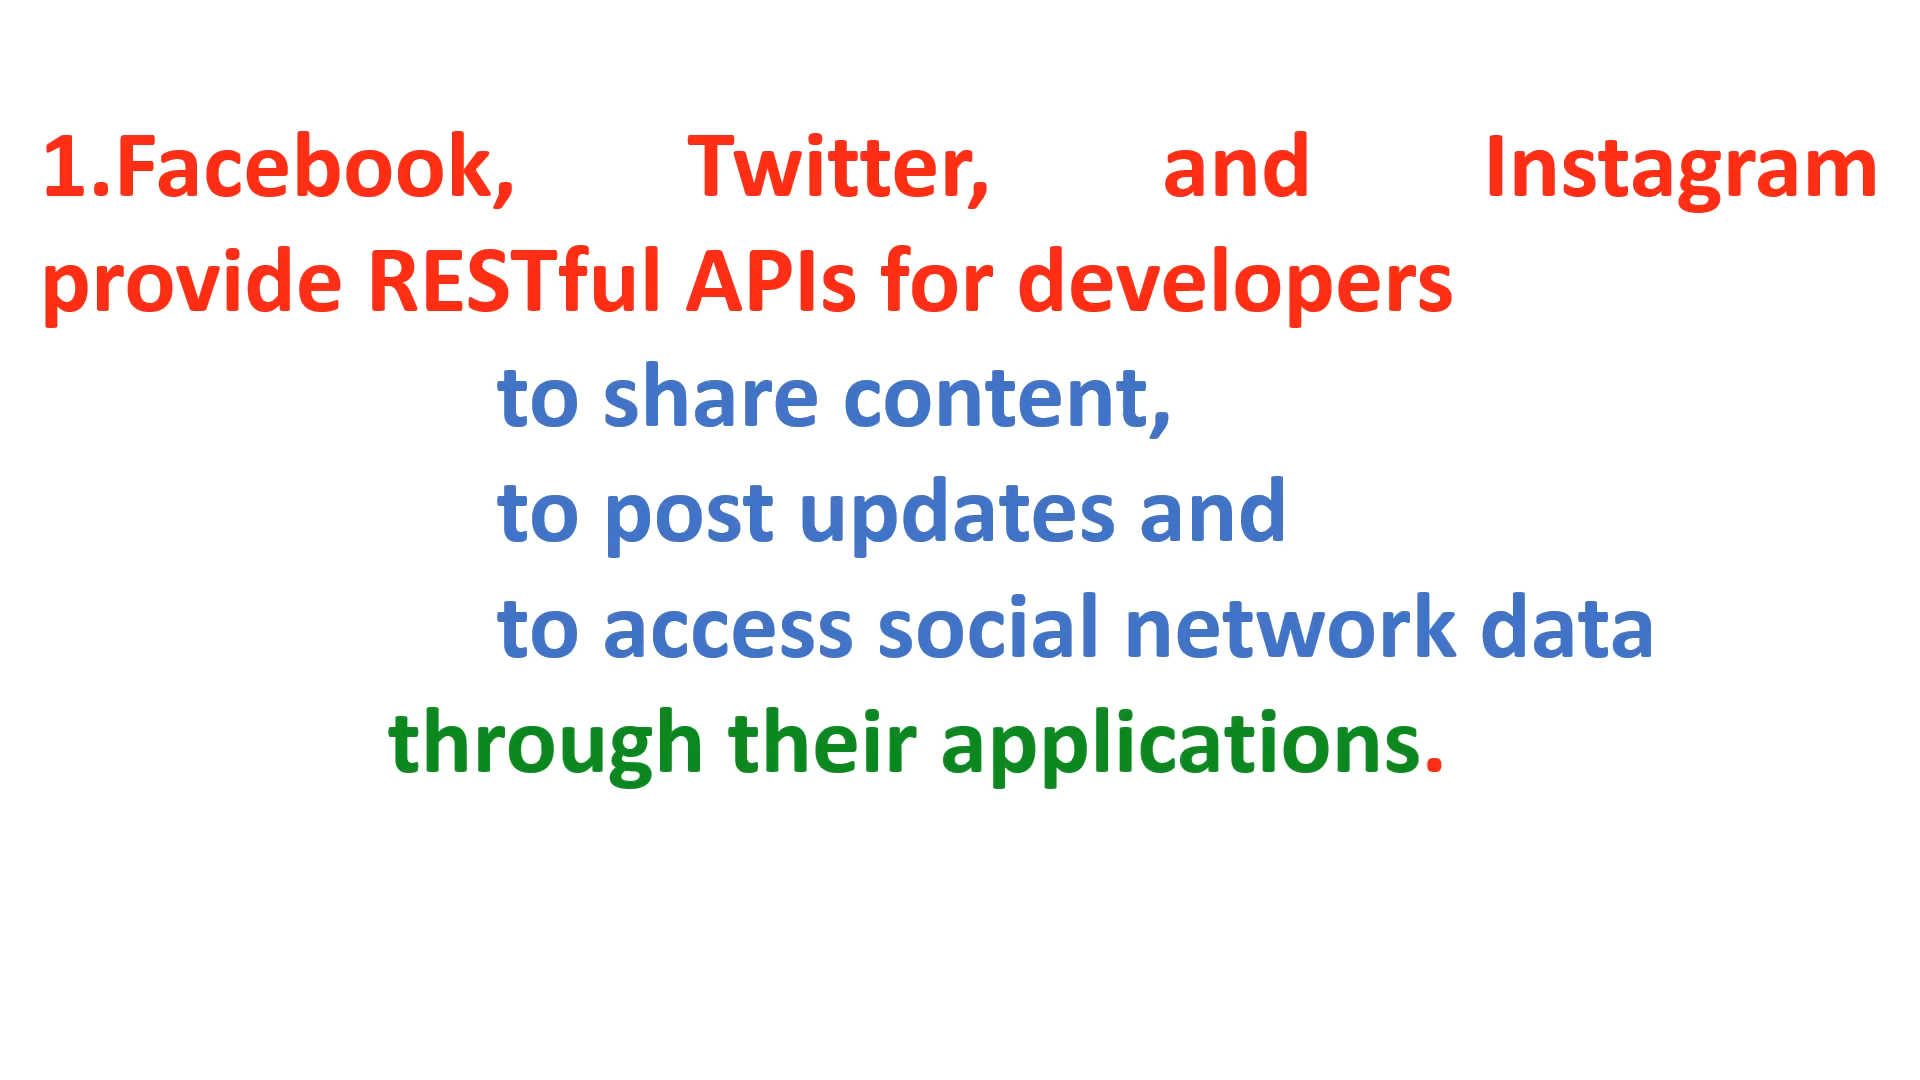 1.Facebook, Twitter, and Instagram
provide RESTful APIs for developers
to share content,
to post updates and
to access social network data
through their applications.